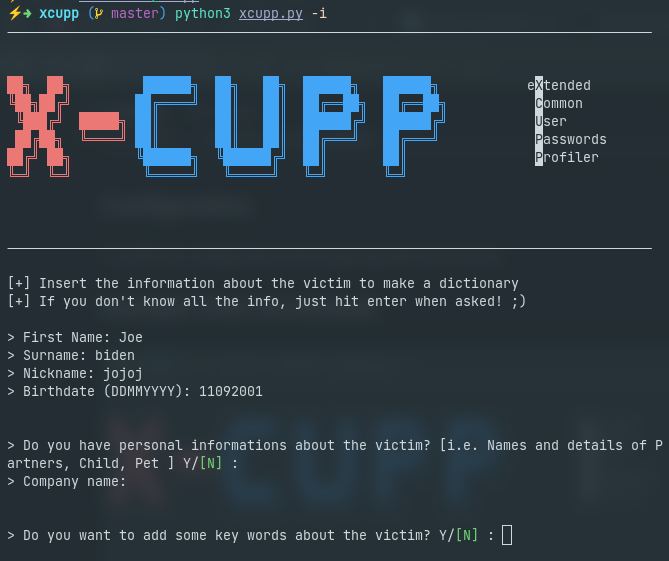 ⚡➜ xcupp (ᚶ master) python3 xcupp.py -i
X-CUPP
eXtended
Common
User
Passwords
Profiler
[+] Insert the information about the victim to make a dictionary
[+] If you don't know all the info, just hit enter when asked! ;)
> First Name: Joe
> Surname: biden
> Nickname: jojoj
> Birthdate (DDMMYYYY): 11092001
> Do you have personal informations about the victim? [i.e. Names and details of P
artners, Child, Pet ] Y/[N] :
> Company name:
> Do you want to add some key words about the victim? Y/[N] :